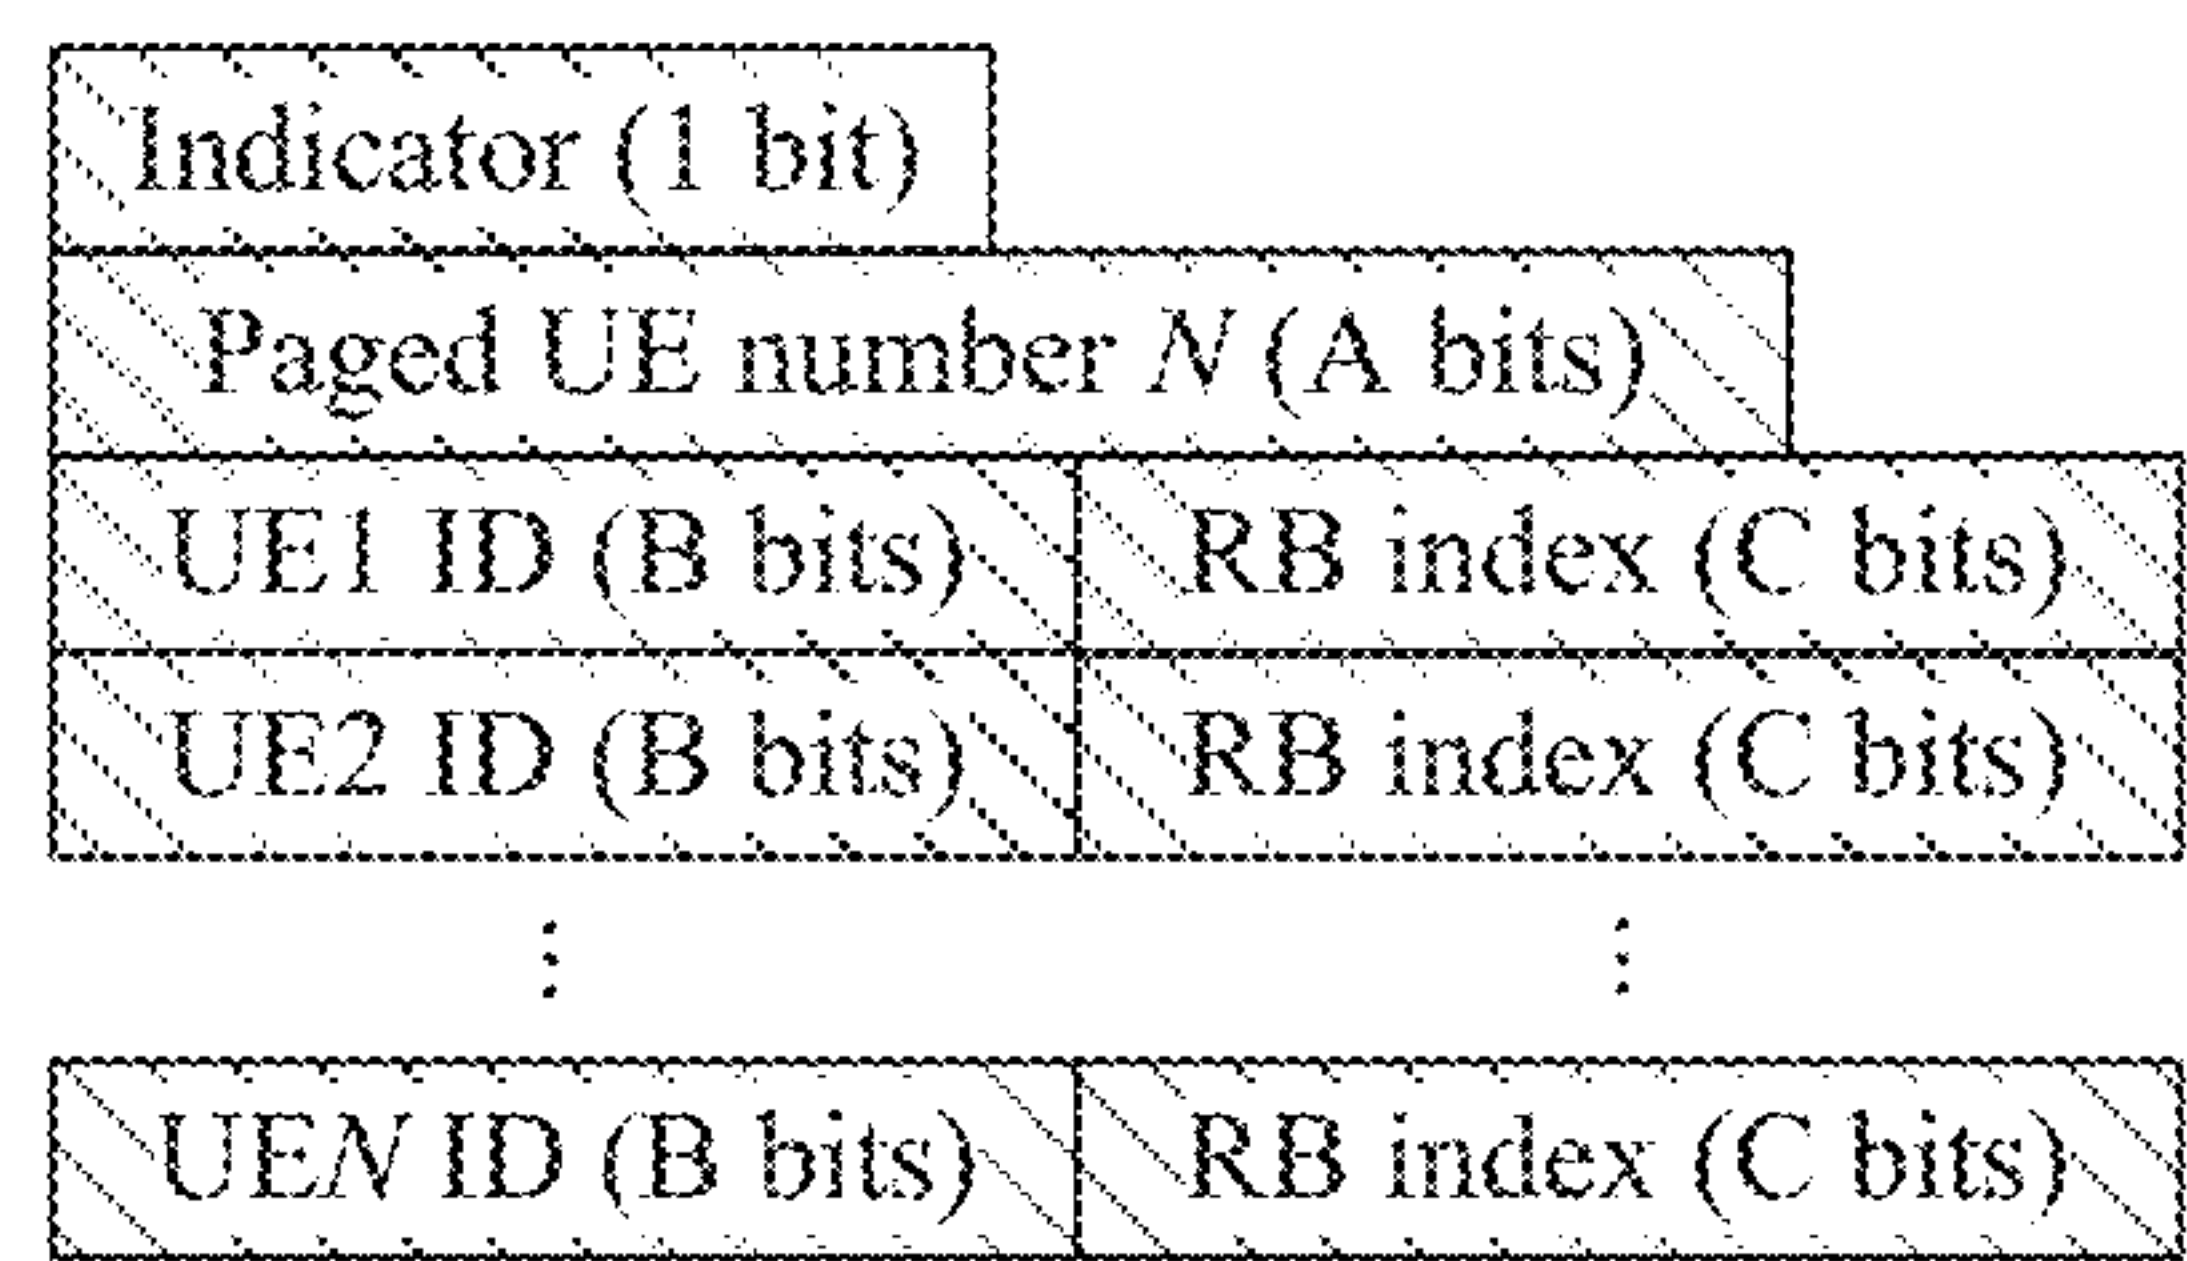 Indicator (1 bit)
Paged UE number N (A bits)
UE1 ID (B bits) RB index (C bits)
UE2 ID (B bits) RB index (C bits)
⋮ ⋮
UEN ID (B bits) RB index (C bits)